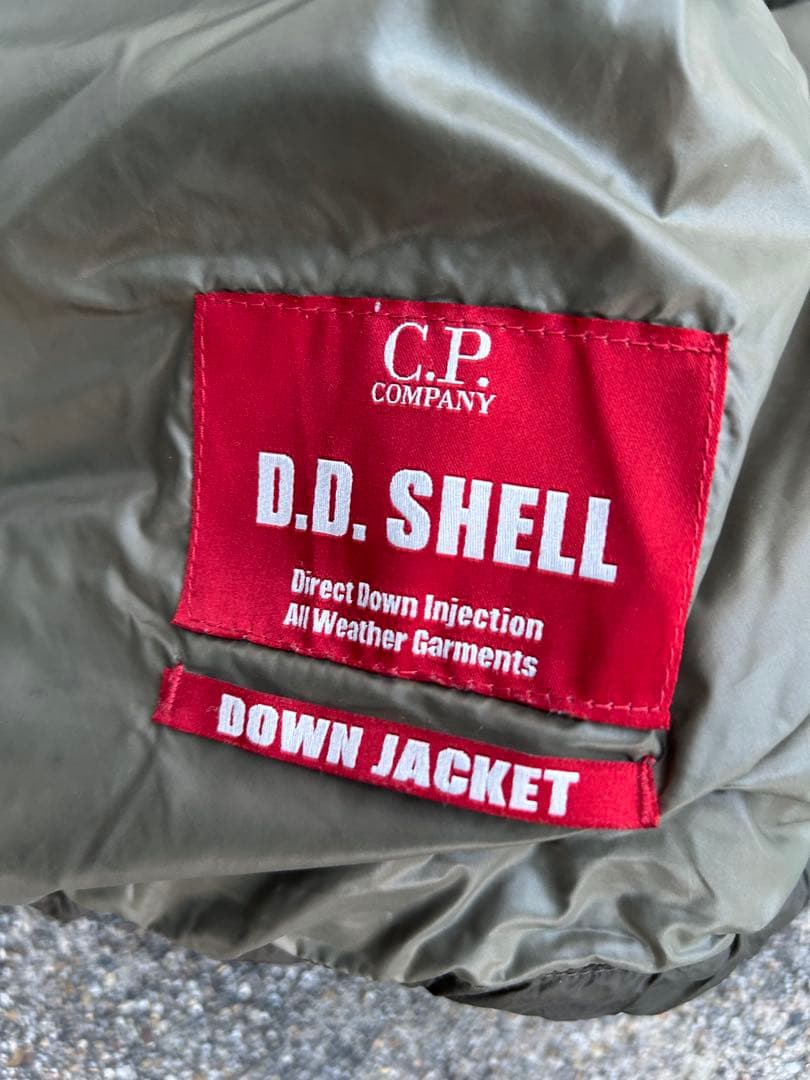 C.P.
COMPANY
D.D. SHELL
Direct Down Injection
All Weather Garments
DOWN JACKET